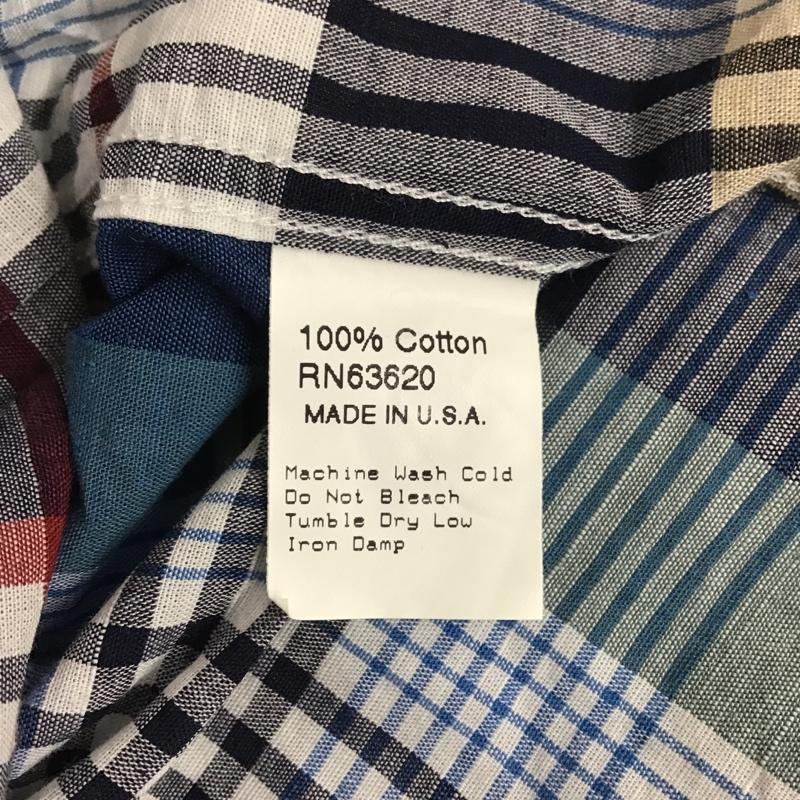 100% Cotton
RN63620
MADE IN U.S.A.
Machine Wash Cold
Do Not Bleach
Tumble Dry Low
Iron Damp